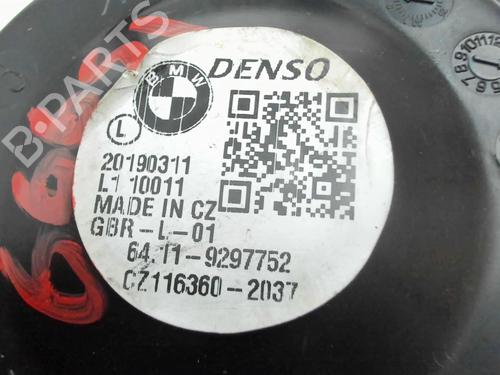 BMW DENSO
L
20190311
L1 10011
MADE IN CZ
GBR-L-01
64.11-9297752
CZ116360-2037
B-PARTS